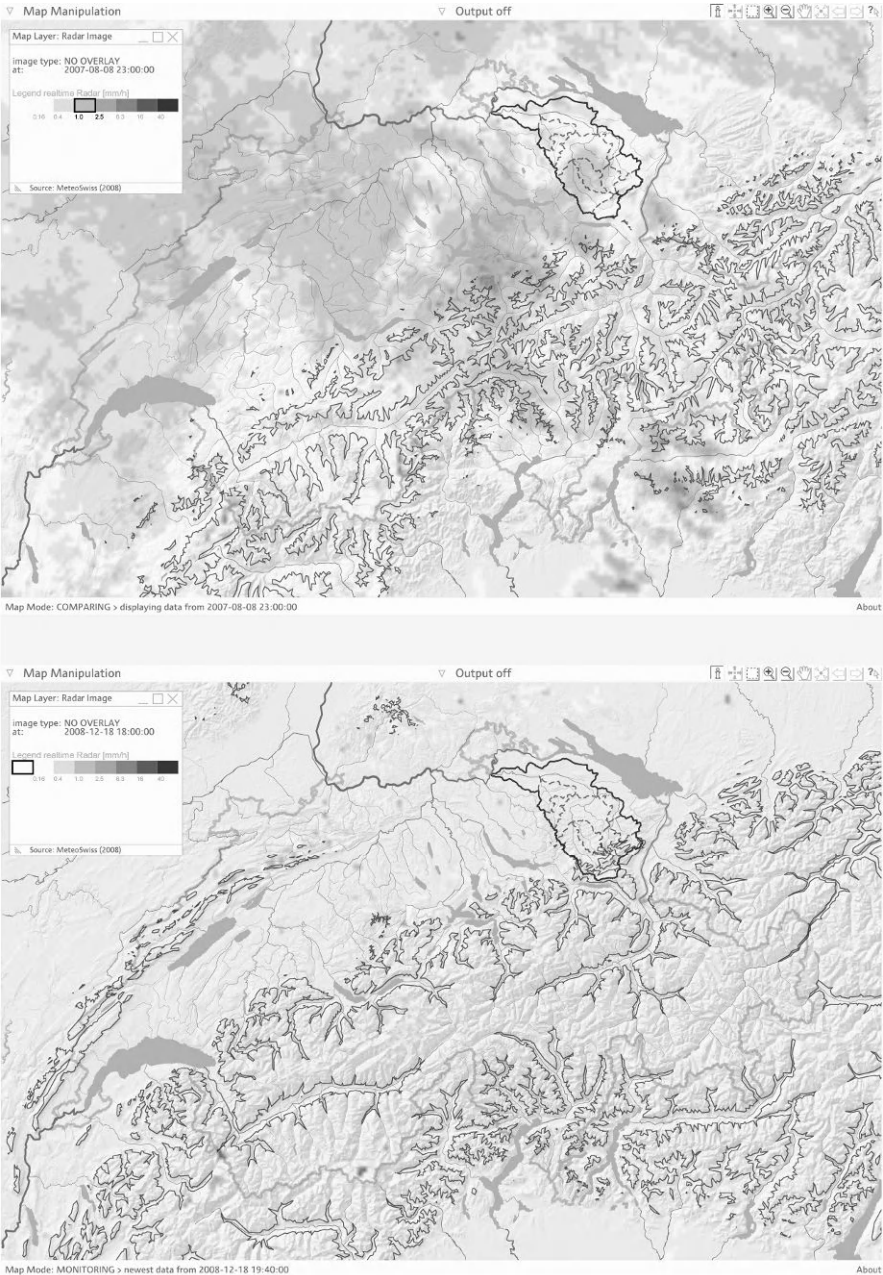 Map Manipulation
Output off
Map Layer: Radar Image
image type: NO OVERLAY
at: 2007-08-08 23:00:00
Legend realtime Radar [mm/h]
0.16 0.4 1.0 2.5 6.3 16 40
Source: MeteoSwiss (2008)
Map Mode: COMPARING > displaying data from 2007-08-08 23:00:00
About
Map Manipulation
Output off
Map Layer: Radar Image
image type: NO OVERLAY
at: 2008-12-18 18:00:00
Legend realtime Radar [mm/h]
0.16 0.4 1.0 2.5 6.3 16 40
Source: MeteoSwiss (2008)
Map Mode: MONITORING > newest data from 2008-12-18 19:40:00
About